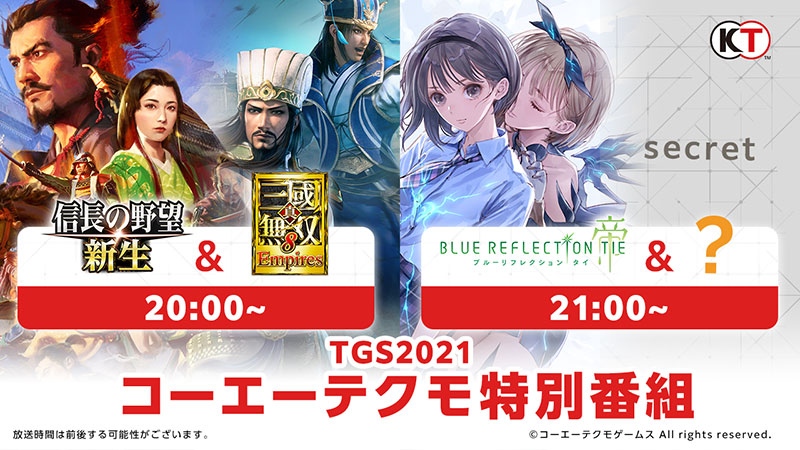 KT
TM
secret
信長の野望
新生
&
真・三國無双
8
Empires
BLUE REFLECTION TIE
帝
ブルーリフレクション タイ
&
?
20:00~
21:00~
TGS2021
コーエーテクモ特別番組
放送時間は前後する可能性がございます。
©コーエーテクモゲームス All rights reserved.